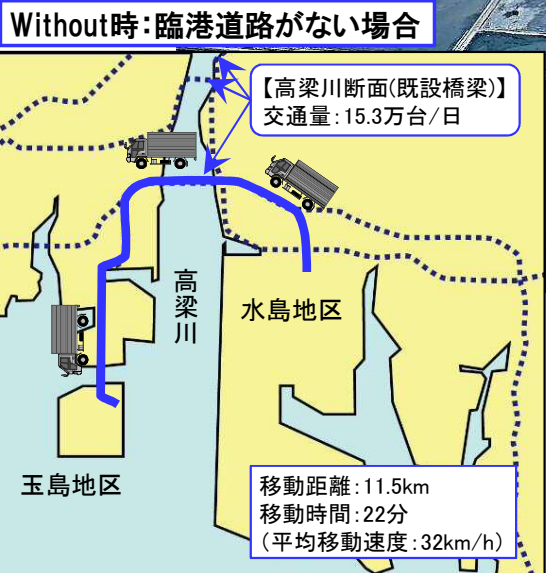 Without時：臨港道路がない場合
【高梁川断面(既設橋梁)】
交通量：15.3万台/日
高梁川
水島地区
玉島地区
移動距離：11.5km
移動時間：22分
（平均移動速度：32km/h）